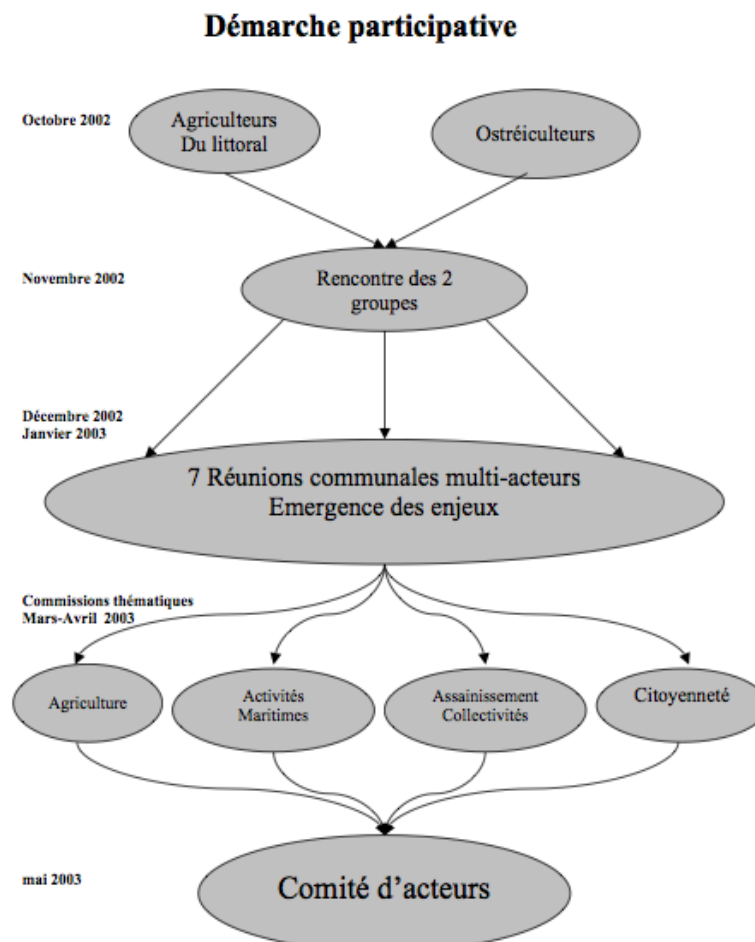 Démarche participative
Octobre 2002
Agriculteurs
Du littoral
Ostréiculteurs
Novembre 2002
Rencontre des 2
groupes
Décembre 2002
Janvier 2003
7 Réunions communales multi-acteurs
Emergence des enjeux
Commissions thématiques
Mars-Avril 2003
Agriculture
Activités
Maritimes
Assainissement
Collectivités
Citoyenneté
mai 2003
Comité d'acteurs